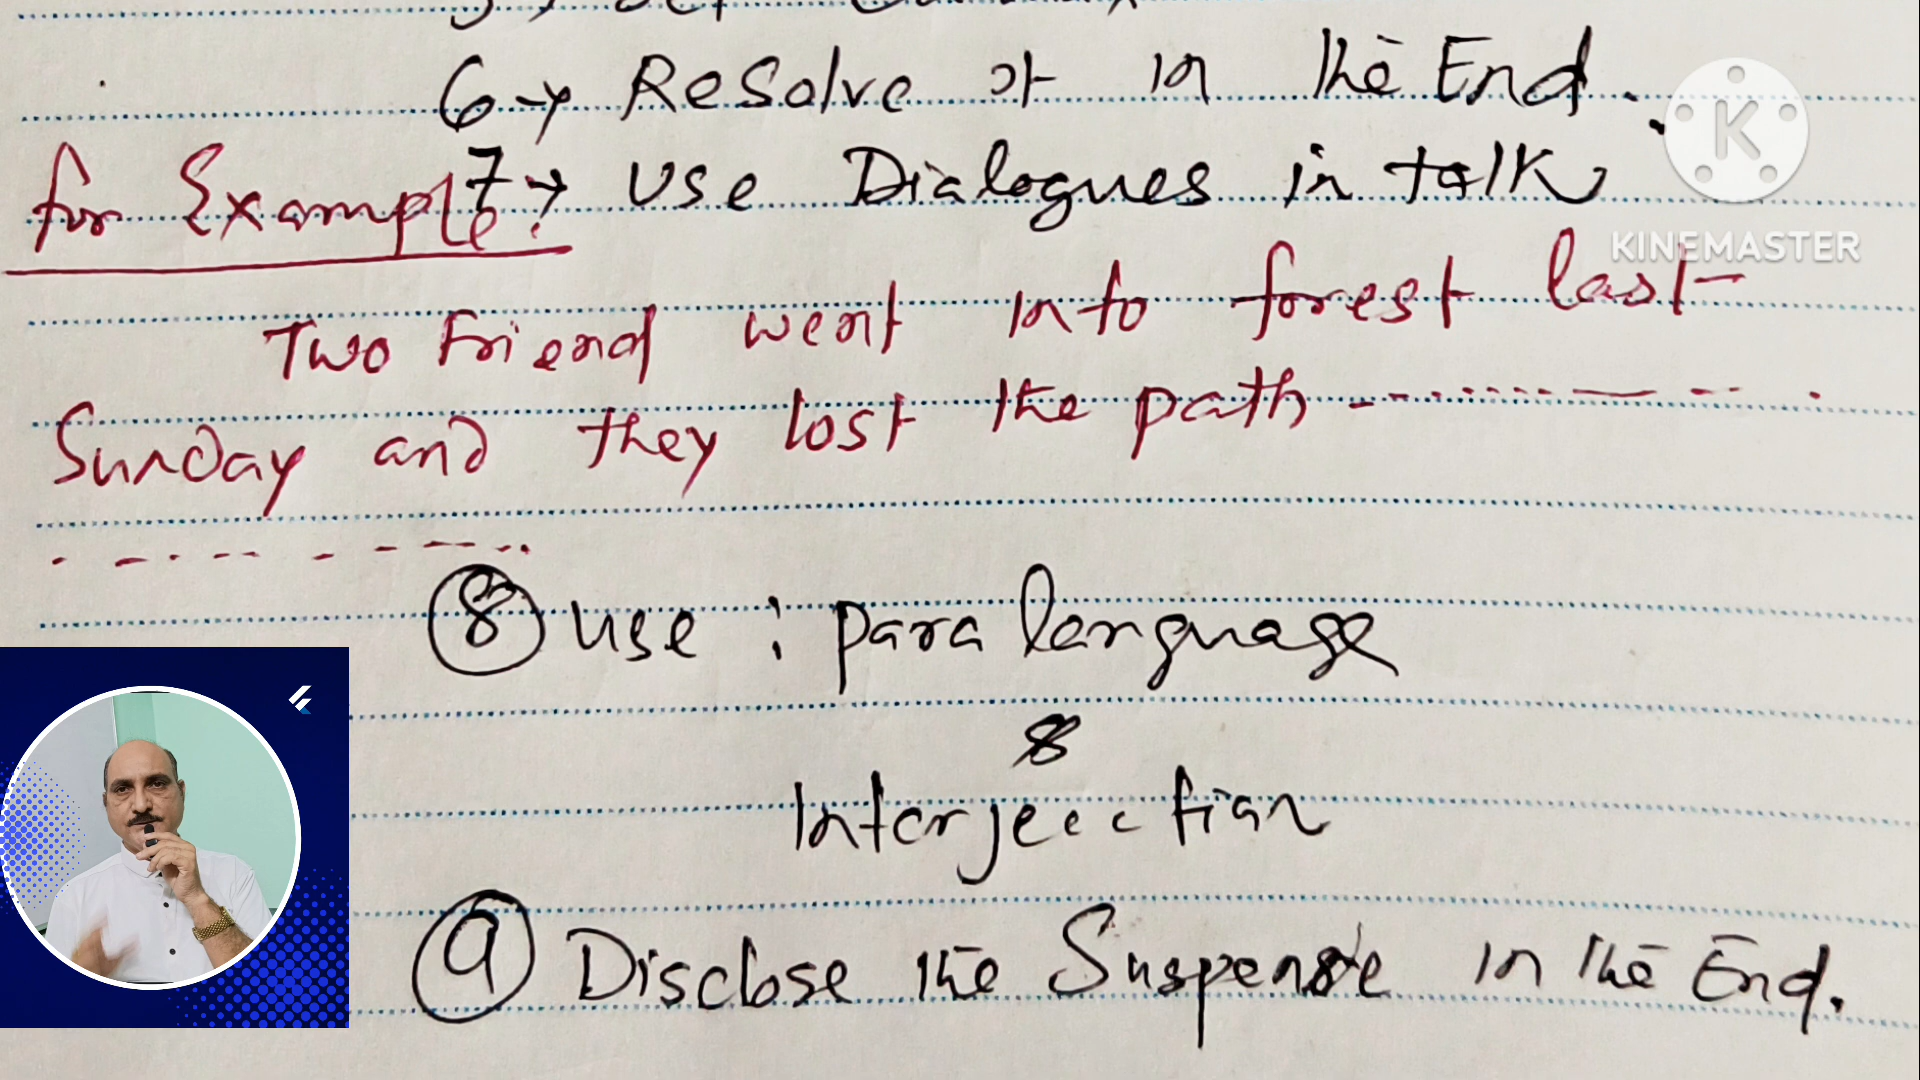 6→ Resolve it in the End.
for Example: 7→ Use Dialogues in talk
KINEMASTER
Two Friend went into forest last
Sunday and they lost the path
⑧ use : para language
&
Interjection
⑨ Disclose the Suspense in the End.